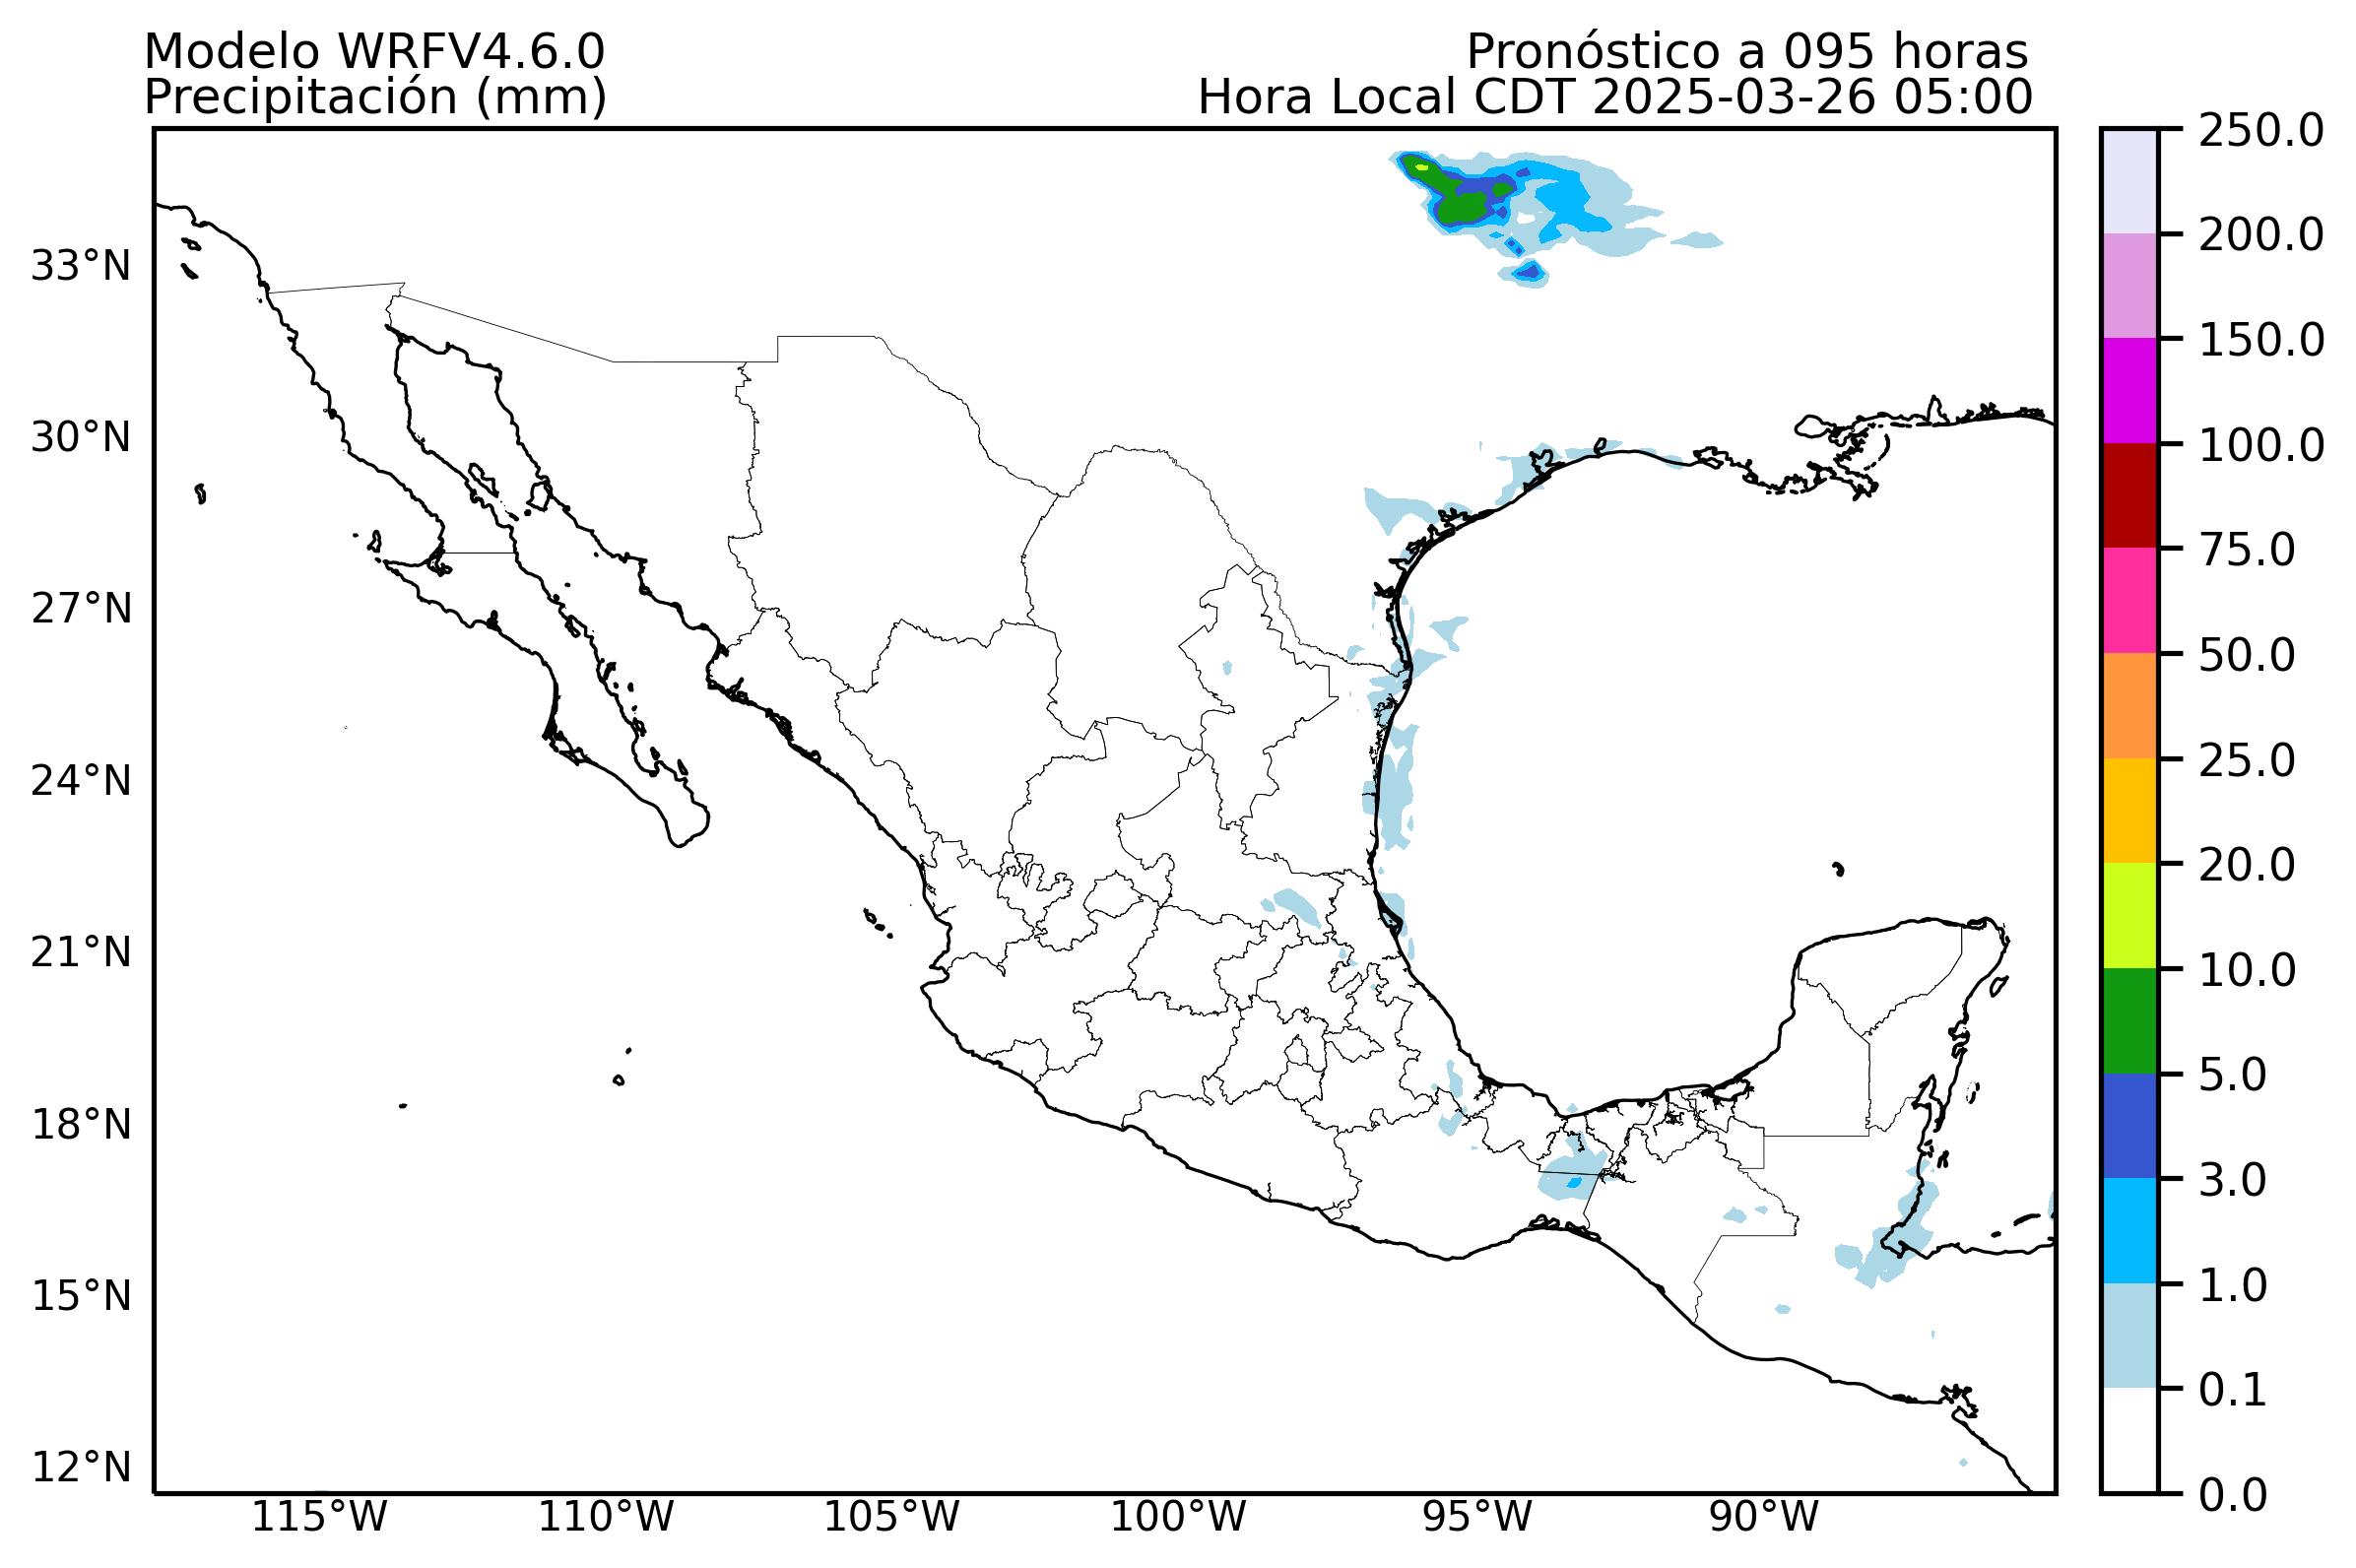 Modelo WRFV4.6.0
Pronóstico a 095 horas
Precipitación (mm)
Hora Local CDT 2025-03-26 05:00
33°N
30°N
27°N
24°N
21°N
18°N
15°N
12°N
115°W
110°W
105°W
100°W
95°W
90°W
250.0
200.0
150.0
100.0
75.0
50.0
25.0
20.0
10.0
5.0
3.0
1.0
0.1
0.0